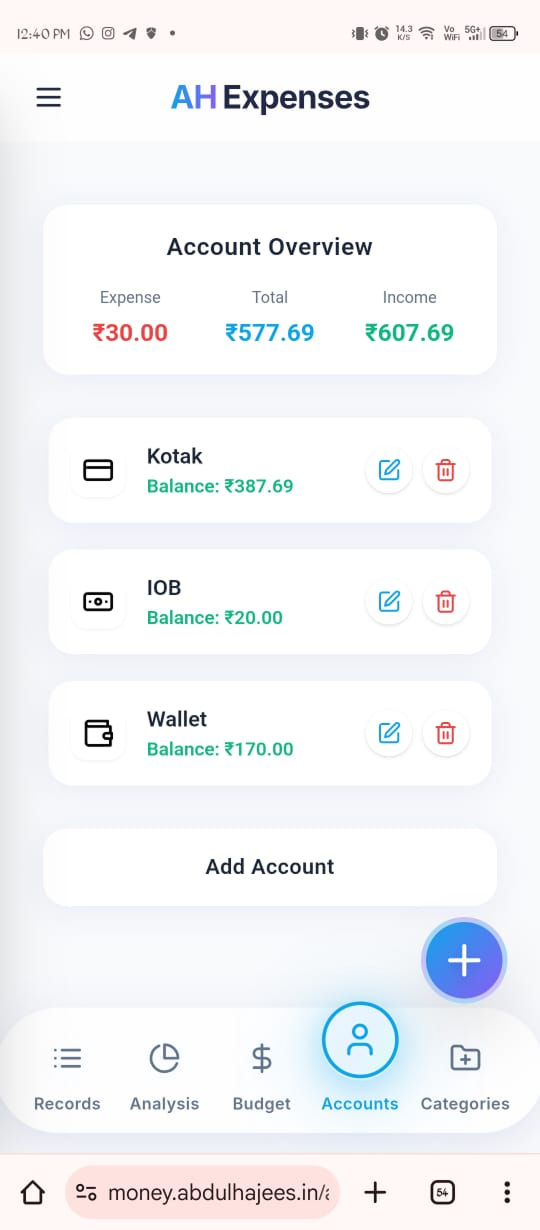 12:40 PM 14.3 K/S Vo WiFi 5G+ 54
AH Expenses
Account Overview
Expense Total Income
₹30.00 ₹577.69 ₹607.69
Kotak
Balance: ₹387.69
IOB
Balance: ₹20.00
Wallet
Balance: ₹170.00
Add Account
Records Analysis Budget Accounts Categories
money.abdulhajees.in/a 54